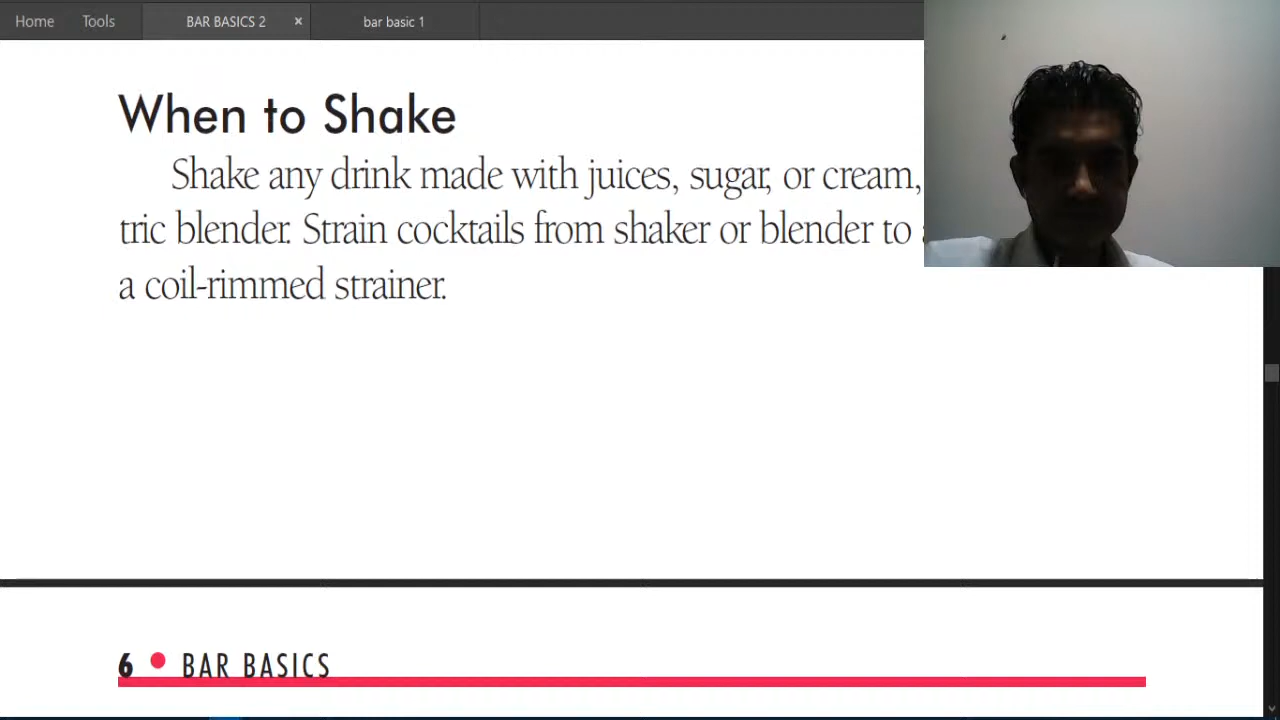 Home Tools BAR BASICS 2 × bar basic 1
When to Shake
Shake any drink made with juices, sugar, or cream,
tric blender. Strain cocktails from shaker or blender to
a coil-rimmed strainer.
6 • BAR BASICS